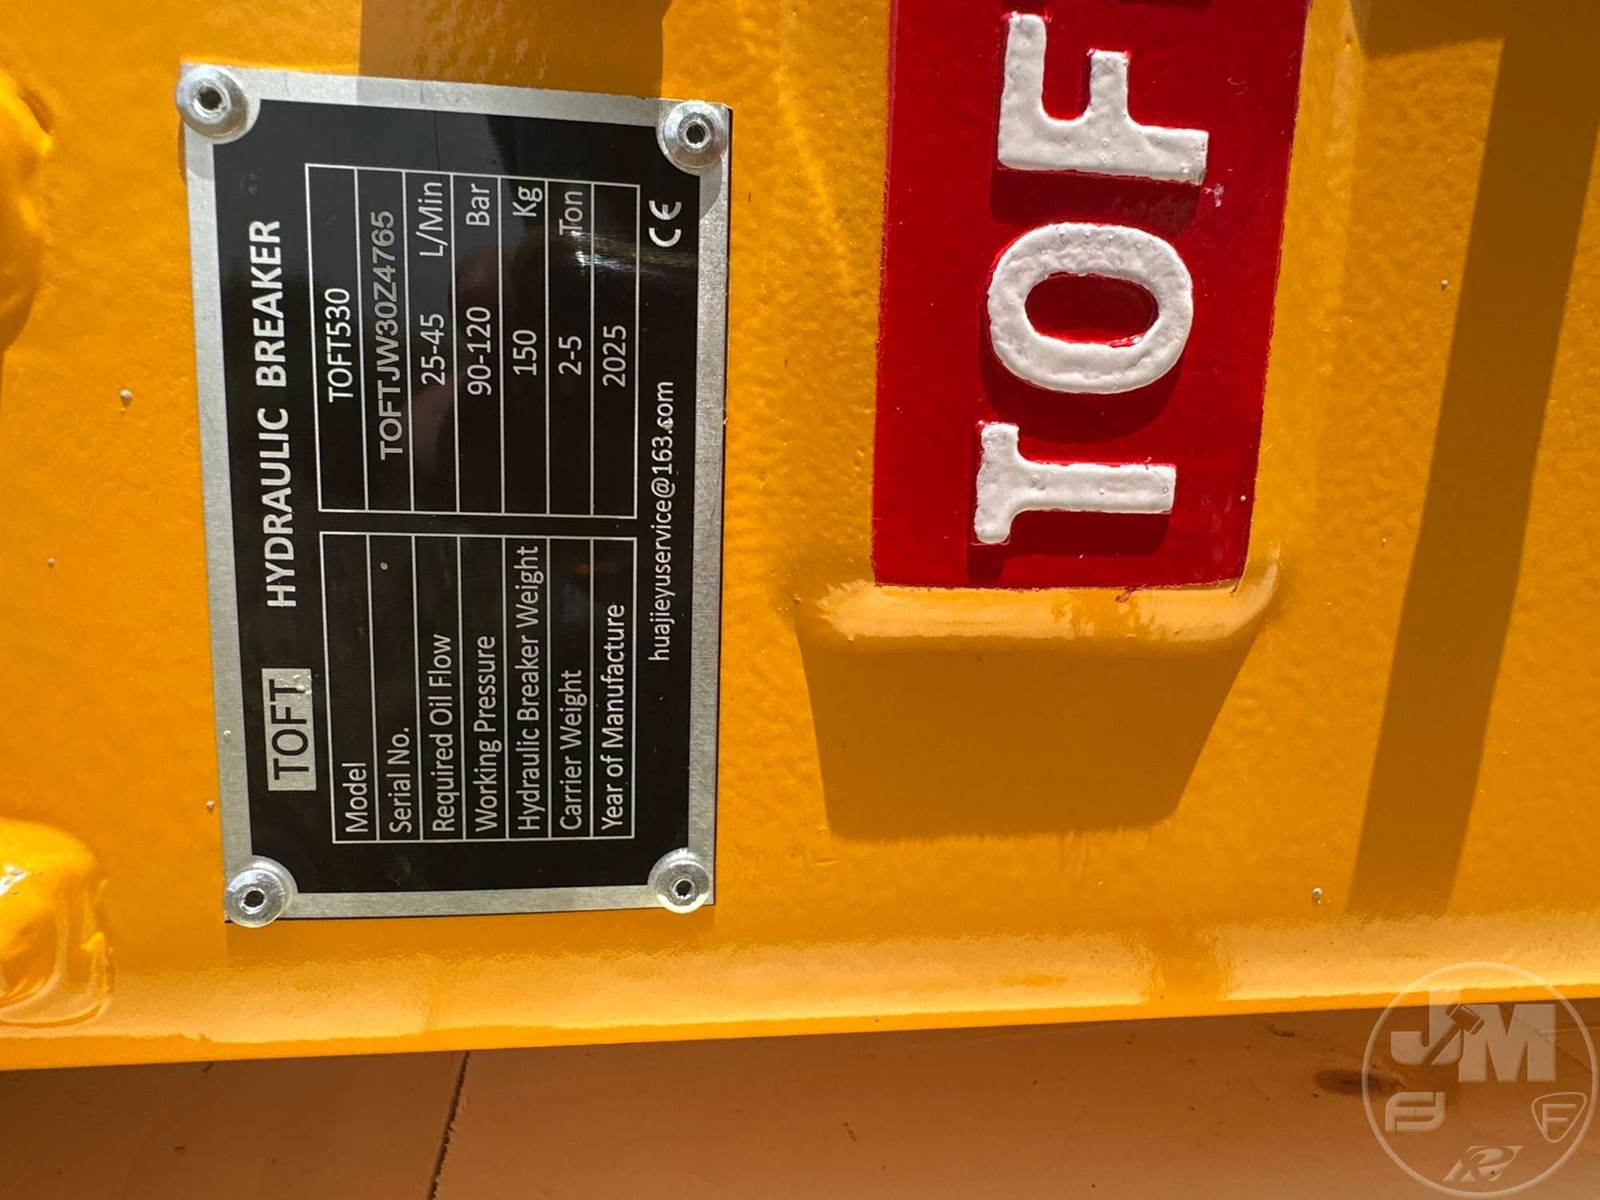 TOFT HYDRAULIC BREAKER
Model TOFT530
Serial No. TOFTJW30Z4765
Required Oil Flow 25-45 L/Min
Working Pressure 90-120 Bar
Hydraulic Breaker Weight 150 Kg
Carrier Weight 2-5 Ton
Year of Manufacture 2025
huajieyuservice@163.com CE
TOF
JM